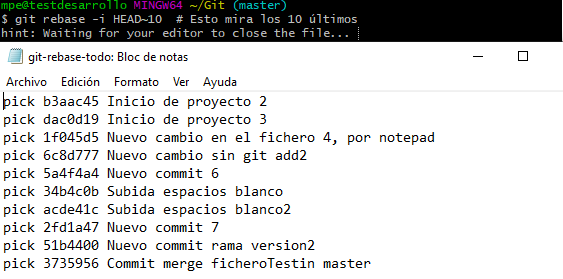 mpe@testdesarrollo MINGW64 ~/Git (master)
$ git rebase -i HEAD~10  # Esto mira los 10 últimos
hint: Waiting for your editor to close the file...
git-rebase-todo: Bloc de notas
Archivo Edición Formato Ver Ayuda
pick b3aac45 Inicio de proyecto 2
pick dac0d19 Inicio de proyecto 3
pick 1f045d5 Nuevo cambio en el fichero 4, por notepad
pick 6c8d777 Nuevo cambio sin git add2
pick 5a4f4a4 Nuevo commit 6
pick 34b4c0b Subida espacios blanco
pick acde41c Subida espacios blanco2
pick 2fd1a47 Nuevo commit 7
pick 51b4400 Nuevo commit rama version2
pick 3735956 Commit merge ficheroTestin master